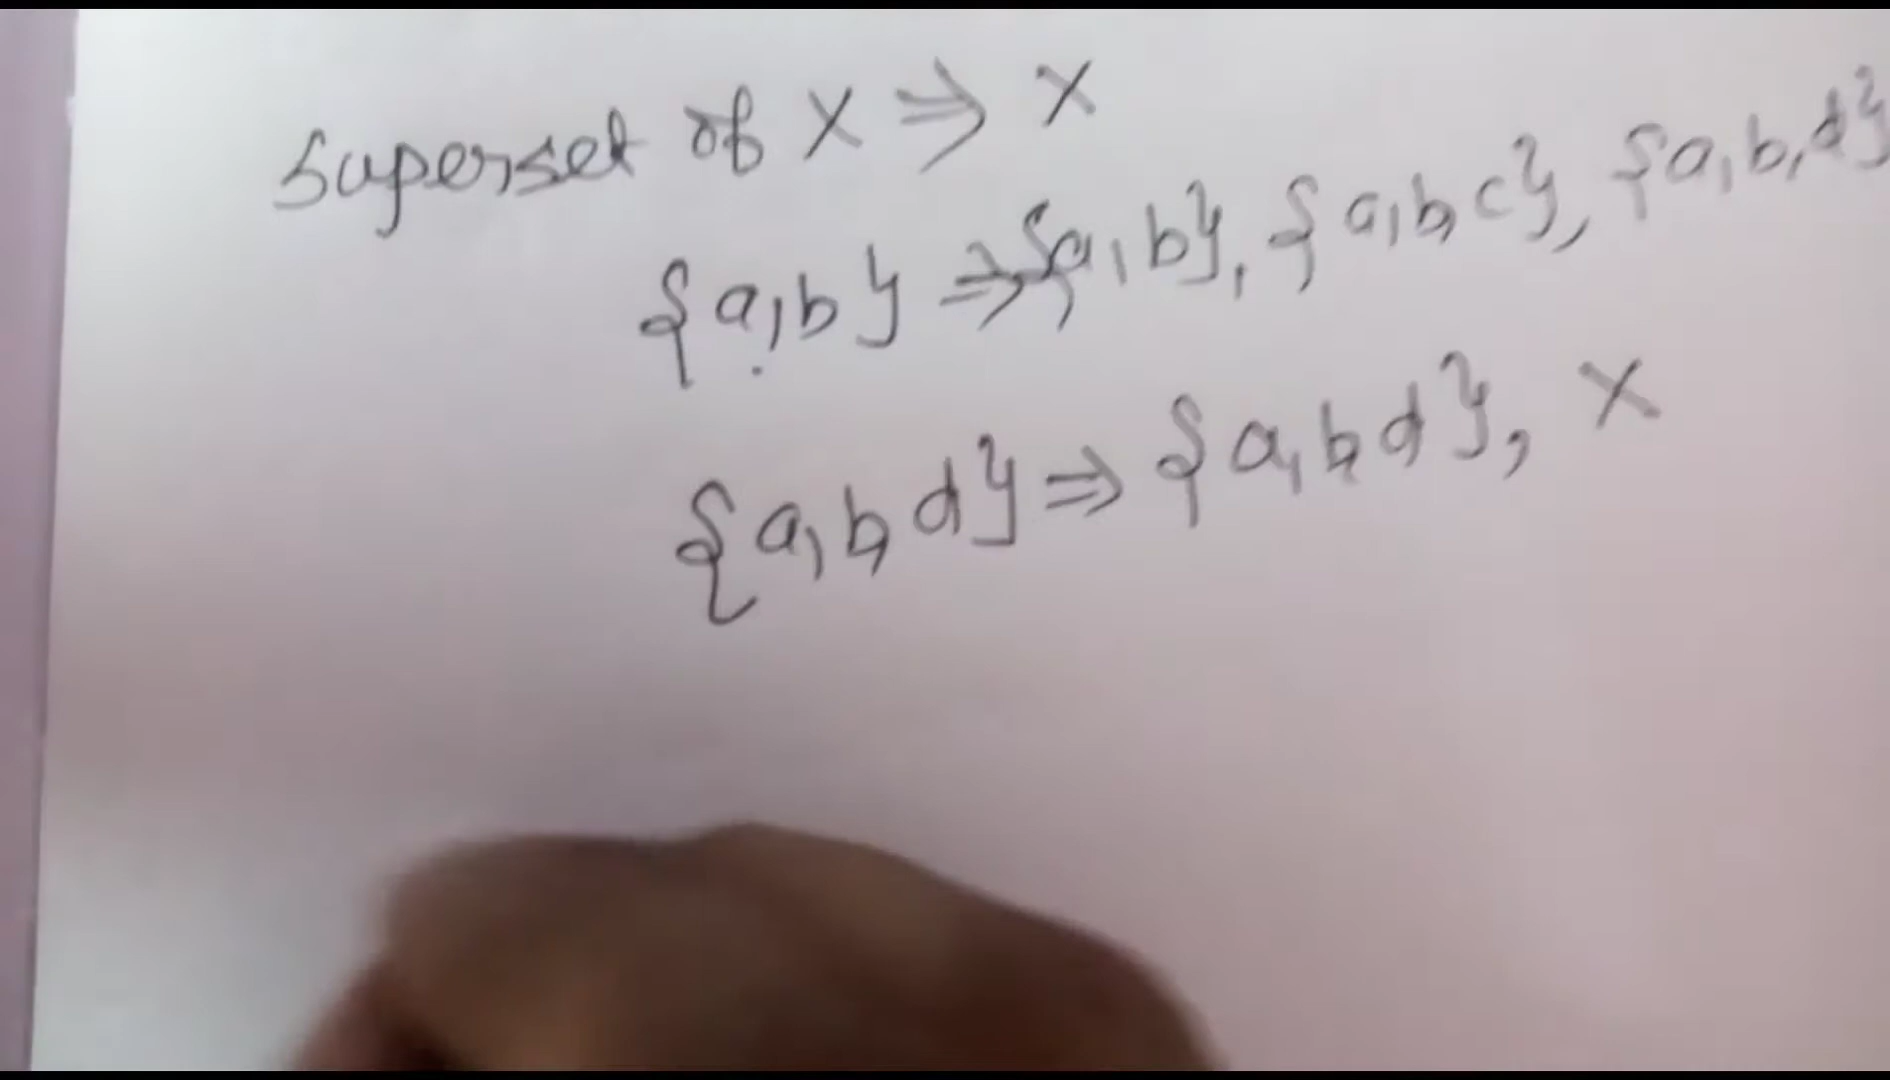 Superset of X ⇒ X
{a,b} ⇒ {a,b}, {a,b,c}, {a,b,d}
{a,b,d} ⇒ {a,b,d}, X